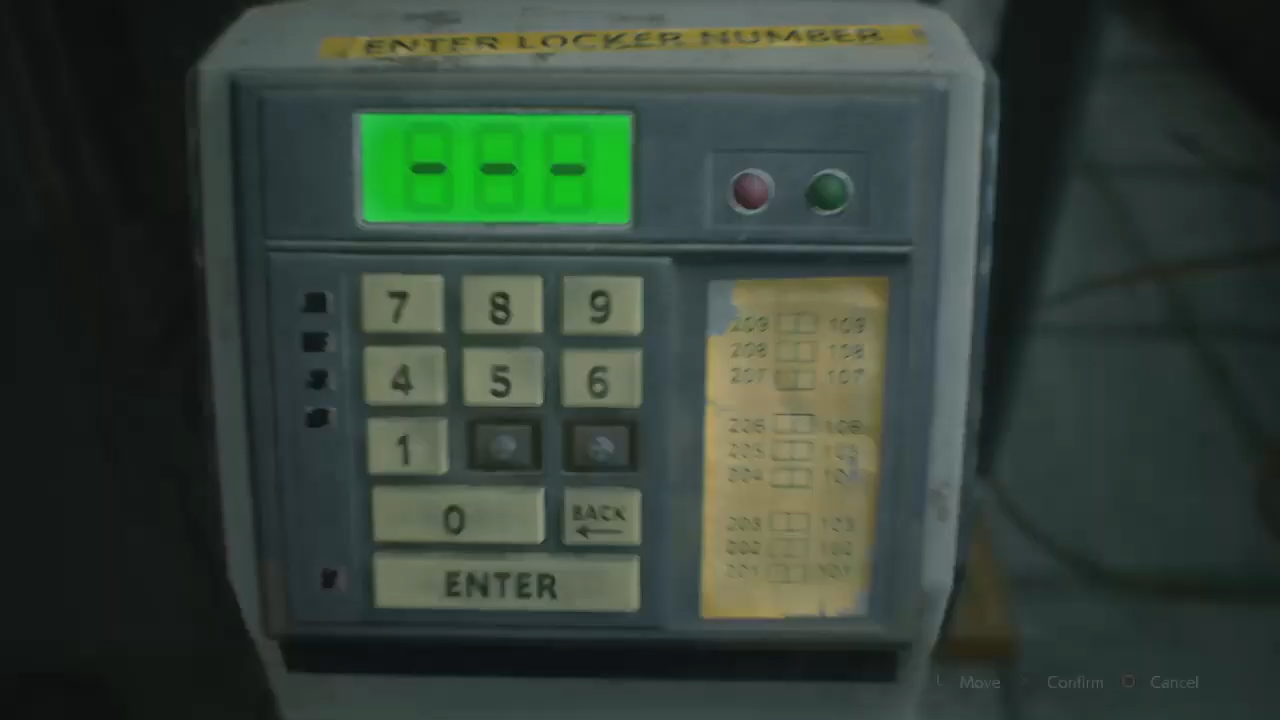 ENTER LOCKER NUMBER
- - -
7 8 9
4 5 6
1
0 BACK
ENTER
209 109
208 108
207 107
206 106
205 105
204
203 103
202 102
201 101
Move Confirm Cancel